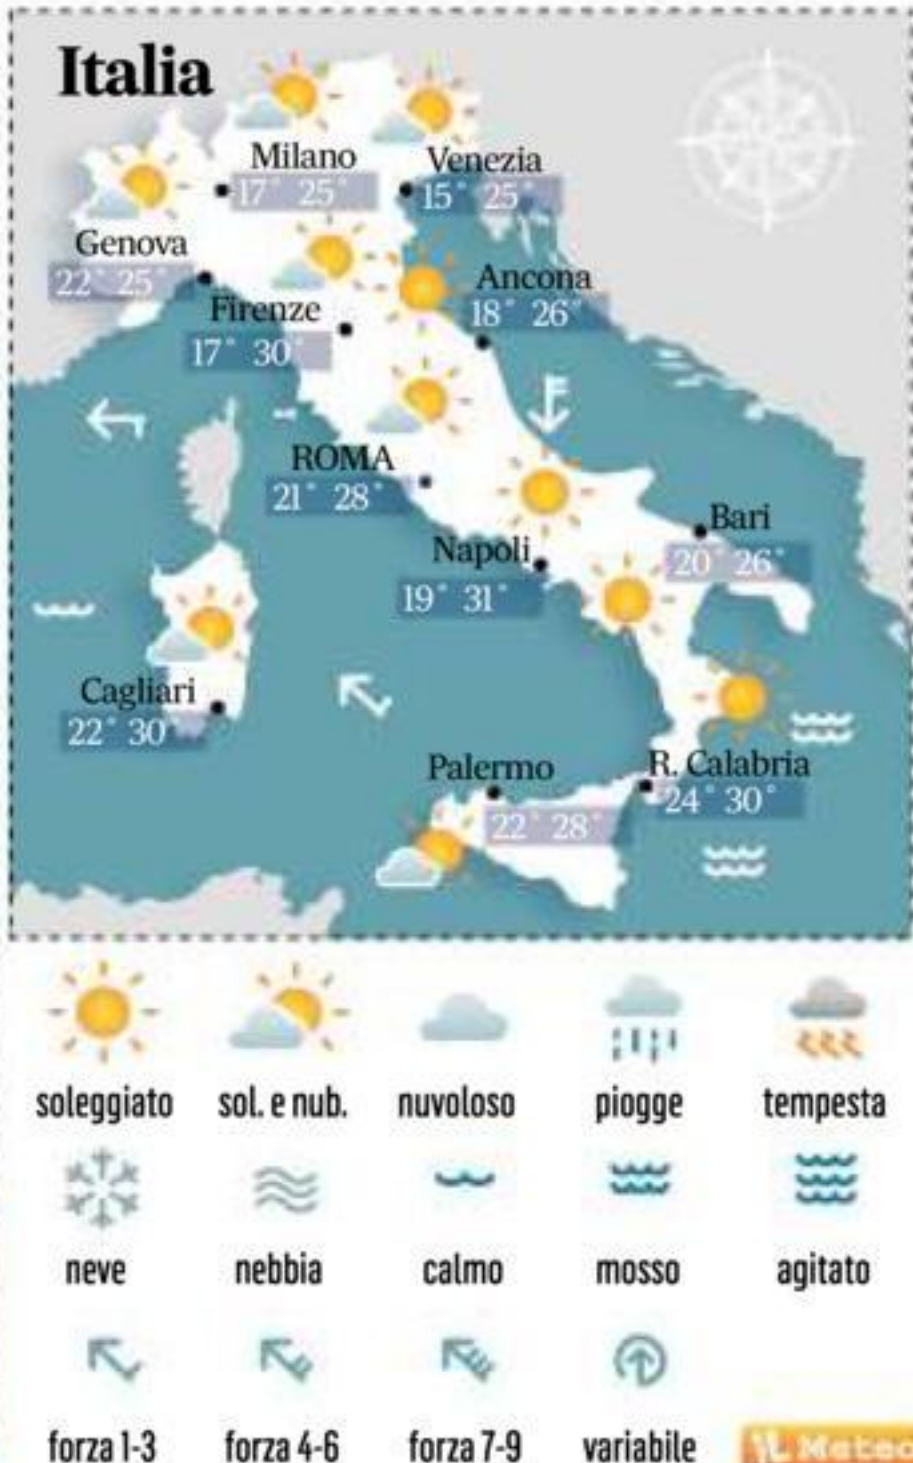 Italia
Milano
17° 25°
Venezia
15° 25°
Genova
22° 25°
Ancona
18° 26°
Firenze
17° 30°
ROMA
21° 28°
Bari
20° 26°
Napoli
19° 31°
Cagliari
22° 30°
Palermo
22° 28°
R. Calabria
24° 30°
soleggiato sol. e nub. nuvoloso piogge tempesta
neve nebbia calmo mosso agitato
forza 1-3 forza 4-6 forza 7-9 variabile
Meteo